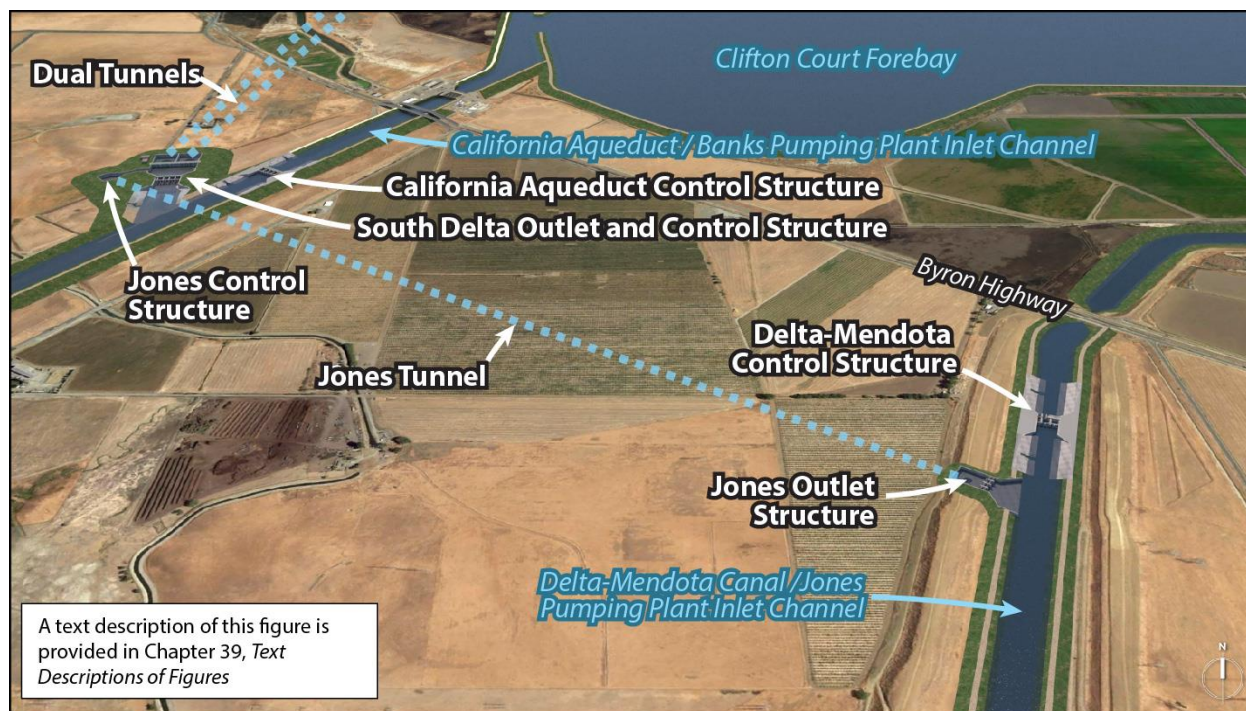 Dual Tunnels
Clifton Court Forebay
California Aqueduct / Banks Pumping Plant Inlet Channel
California Aqueduct Control Structure
South Delta Outlet and Control Structure
Jones Control
Structure
Byron Highway
Jones Tunnel
Delta-Mendota
Control Structure
Jones Outlet
Structure
Delta-Mendota Canal /Jones
Pumping Plant Inlet Channel
A text description of this figure is
provided in Chapter 39, Text
Descriptions of Figures
N